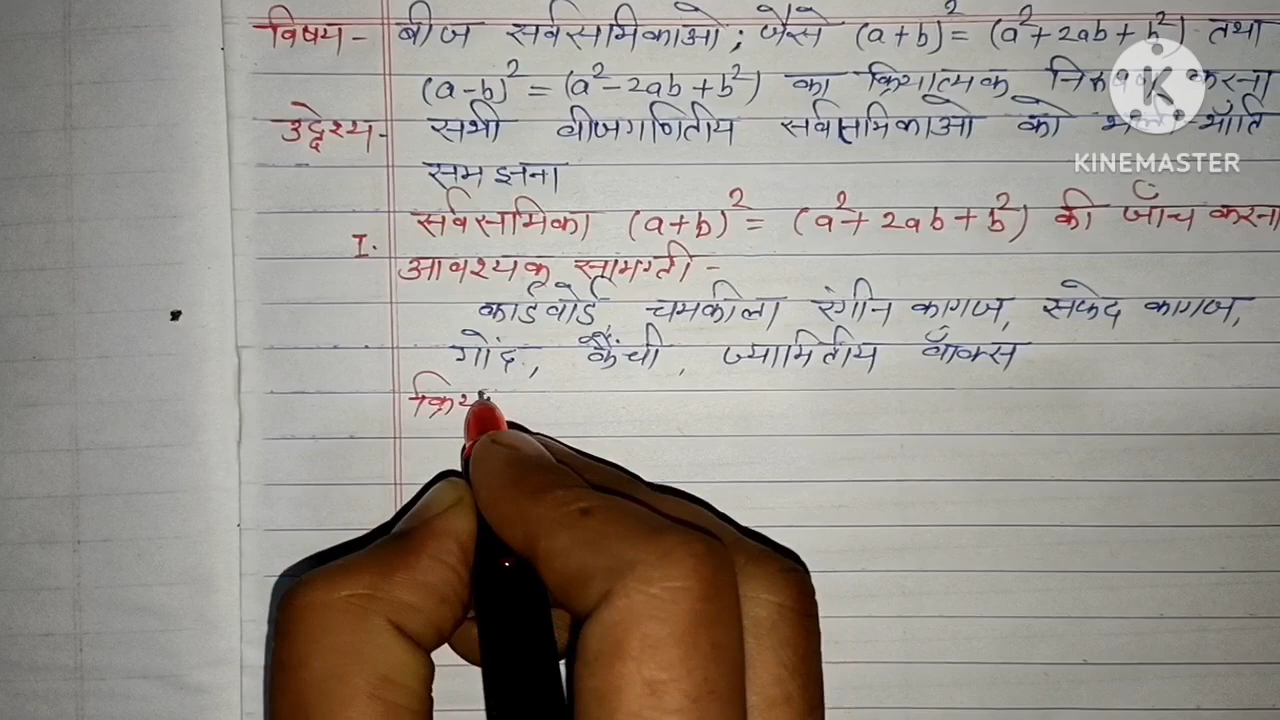 विषय- बीज सर्वसमिकाओ; जैसे (a+b)² = (a²+2ab+b²) तथा
(a-b)² = (a²-2ab+b²) का क्रियात्मक करना
उद्देश्य- सभी वीजगणितीय सर्वसमिकाओ को भाँति
समझना
I. सर्वसमिका (a+b)² = (a²+2ab+b²) की जाँच करना
आवश्यक सामग्री -
कार्डवोर्ड चमकीला रंगीन कागज, सफेद कागज,
गोंद, कैंची, ज्यामितीय वॉक्स
क्रिय
KINEMASTER